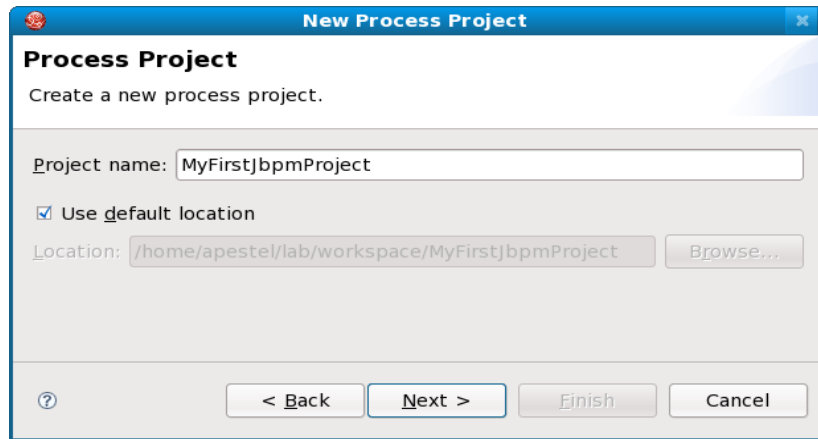 New Process Project
Process Project
Create a new process project.
Project name: MyFirstJbpmProject
Use default location
Location: /home/apestel/lab/workspace/MyFirstJbpmProject Browse...
? < Back Next > Finish Cancel